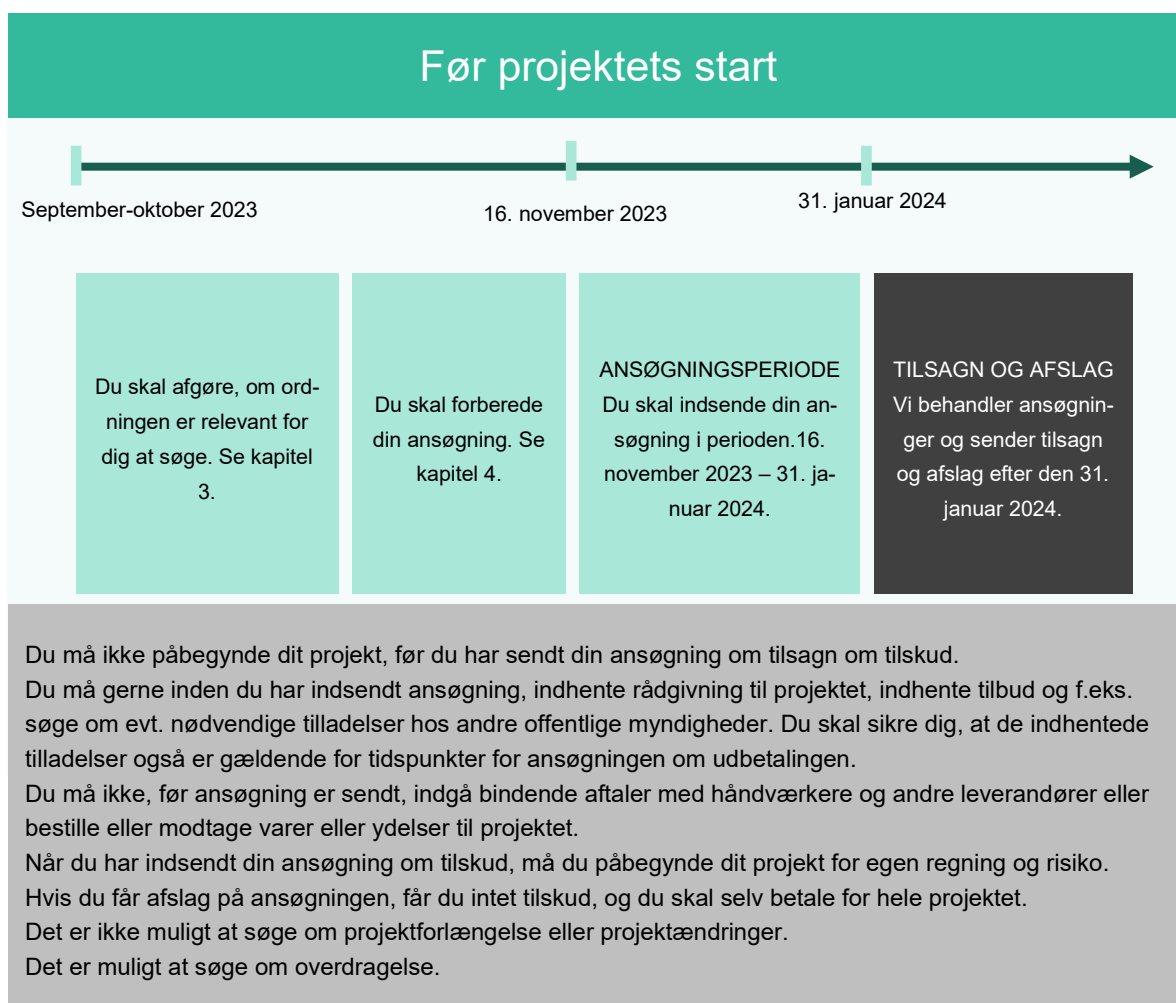 Før projektets start
September-oktober 2023
16. november 2023
31. januar 2024
Du skal afgøre, om ord-
ningen er relevant for
dig at søge. Se kapitel
3.
Du skal forberede
din ansøgning. Se
kapitel 4.
ANSØGNINGSPERIODE
Du skal indsende din an-
søgning i perioden.16.
november 2023 – 31. ja-
nuar 2024.
TILSAGN OG AFSLAG
Vi behandler ansøgnin-
ger og sender tilsagn
og afslag efter den 31.
januar 2024.
Du må ikke påbegynde dit projekt, før du har sendt din ansøgning om tilsagn om tilskud.
Du må gerne inden du har indsendt ansøgning, indhente rådgivning til projektet, indhente tilbud og f.eks.
søge om evt. nødvendige tilladelser hos andre offentlige myndigheder. Du skal sikre dig, at de indhentede
tilladelser også er gældende for tidspunkter for ansøgningen om udbetalingen.
Du må ikke, før ansøgning er sendt, indgå bindende aftaler med håndværkere og andre leverandører eller
bestille eller modtage varer eller ydelser til projektet.
Når du har indsendt din ansøgning om tilskud, må du påbegynde dit projekt for egen regning og risiko.
Hvis du får afslag på ansøgningen, får du intet tilskud, og du skal selv betale for hele projektet.
Det er ikke muligt at søge om projektforlængelse eller projektændringer.
Det er muligt at søge om overdragelse.